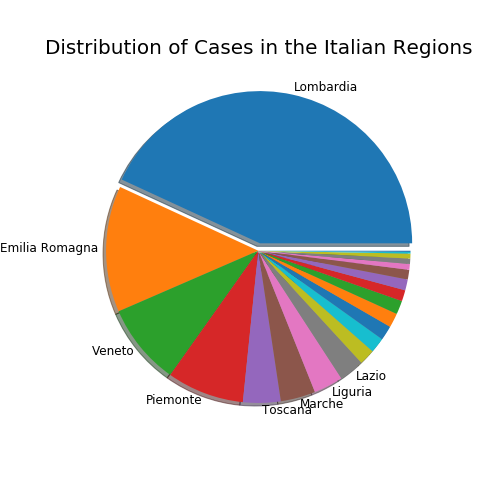 Distribution of Cases in the Italian Regions
Lombardia
Emilia Romagna
Veneto
Piemonte
Toscana
Marche
Liguria
Lazio